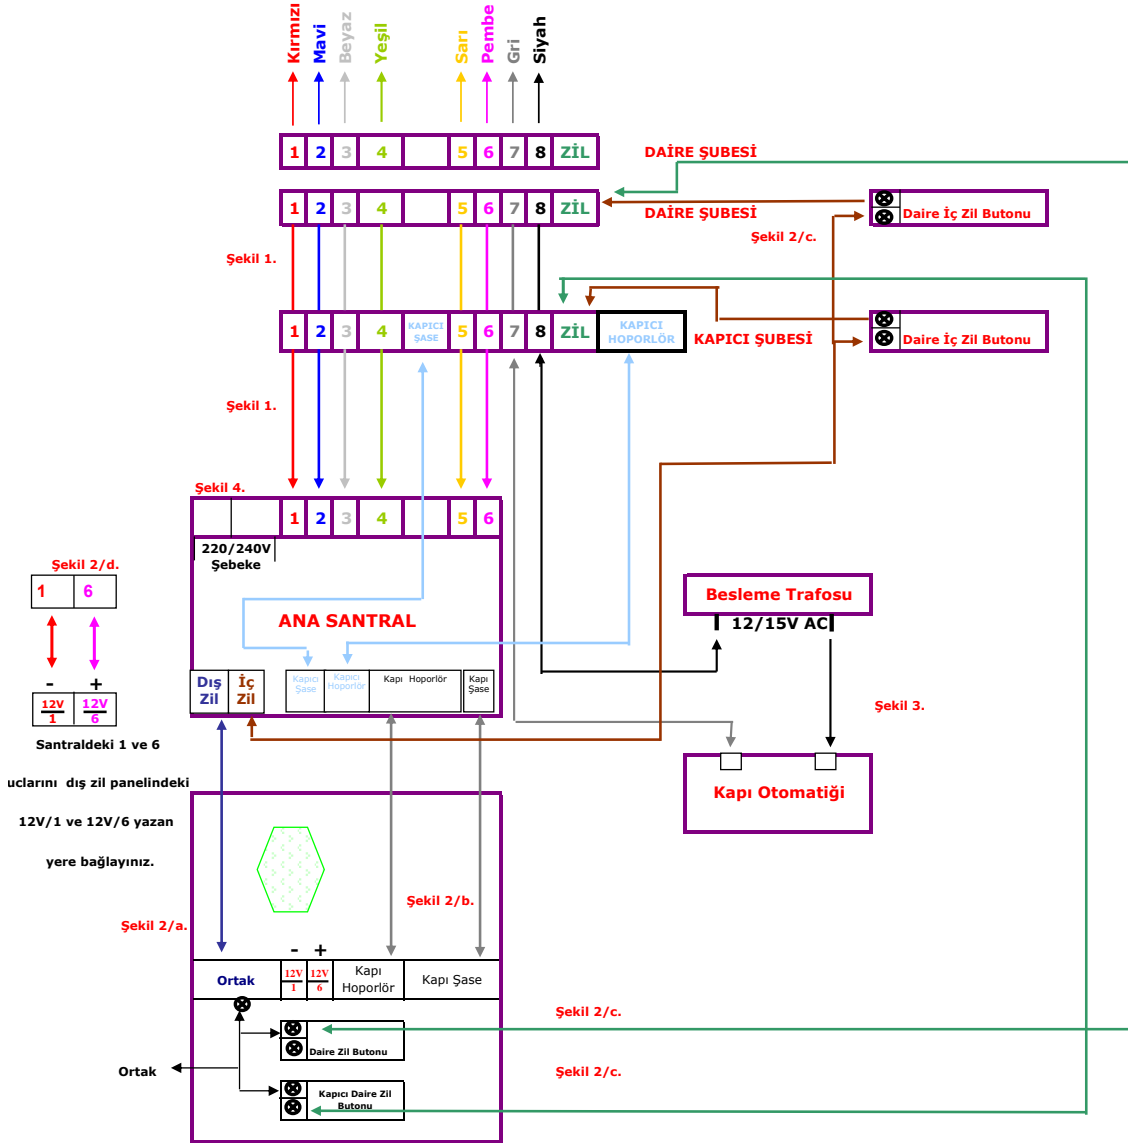 Kırmızı
Mavi
Beyaz
Yeşil
Sarı
Pembe
Gri
Siyah
1 2 3 4 5 6 7 8 ZİL
DAİRE ŞUBESİ
1 2 3 4 5 6 7 8 ZİL
DAİRE ŞUBESİ
Daire İç Zil Butonu
Şekil 2/c.
Şekil 1.
1 2 3 4 KAPICI ŞASE 5 6 7 8 ZİL
KAPICI
HOPORLÖR
KAPICI ŞUBESİ
Daire İç Zil Butonu
Şekil 1.
Şekil 4.
1 2 3 4 5 6
220/240V
Şebeke
Şekil 2/d.
1 6
- +
12V
1
12V
6
Santraldeki 1 ve 6
uclarını dış zil panelindeki
12V/1 ve 12V/6 yazan
yere bağlayınız.
ANA SANTRAL
Dış
Zil
İç
Zil
Kapıcı
Şase
Kapıcı
Hoporlör
Kapı Hoporlör
Kapı
Şase
Besleme Trafosu
12/15V AC
Şekil 3.
Kapı Otomatiği
Şekil 2/a.
Şekil 2/b.
- +
Ortak
12V
1
12V
6
Kapı
Hoporlör
Kapı Şase
Şekil 2/c.
Daire Zil Butonu
Ortak
Şekil 2/c.
Kapıcı Daire Zil
Butonu